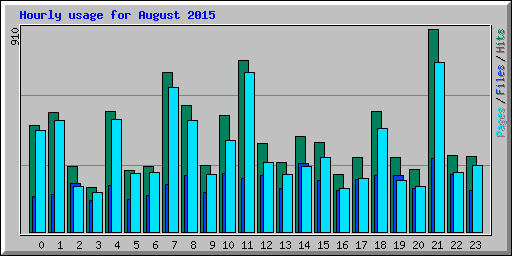 Hourly usage for August 2015
910
Pages/Files/Hits
0 1 2 3 4 5 6 7 8 9 10 11 12 13 14 15 16 17 18 19 20 21 22 23